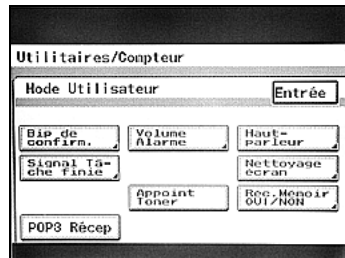 Utilitaires/Compteur
Mode Utilisateur
Entrée
Bip de
confirm.
Volume
Alarme
Haut-
parleur
Signal Tâ-
che finie
Nettoyage
écran
Appoint
Toner
Rec.Memoir
OUI/NON
POP3 Récep